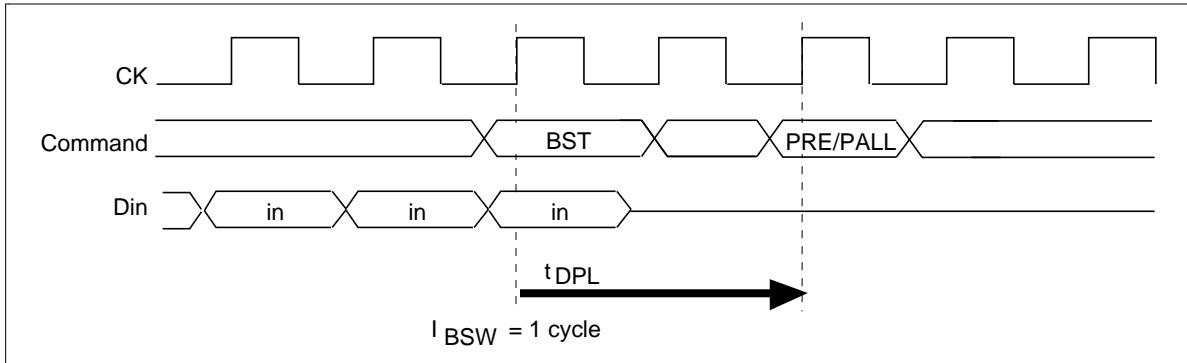 CK
Command BST PRE/PALL
Din in in in
t DPL
I BSW = 1 cycle